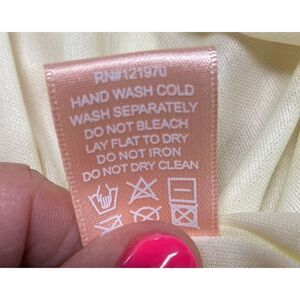 RN#121970
HAND WASH COLD
WASH SEPARATELY
DO NOT BLEACH
LAY FLAT TO DRY
DO NOT IRON
DO NOT DRY CLEAN